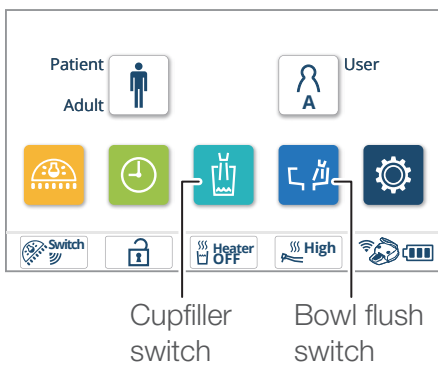 Patient
Adult
User
A
Switch
Heater
OFF
High
Cupfiller
switch
Bowl flush
switch